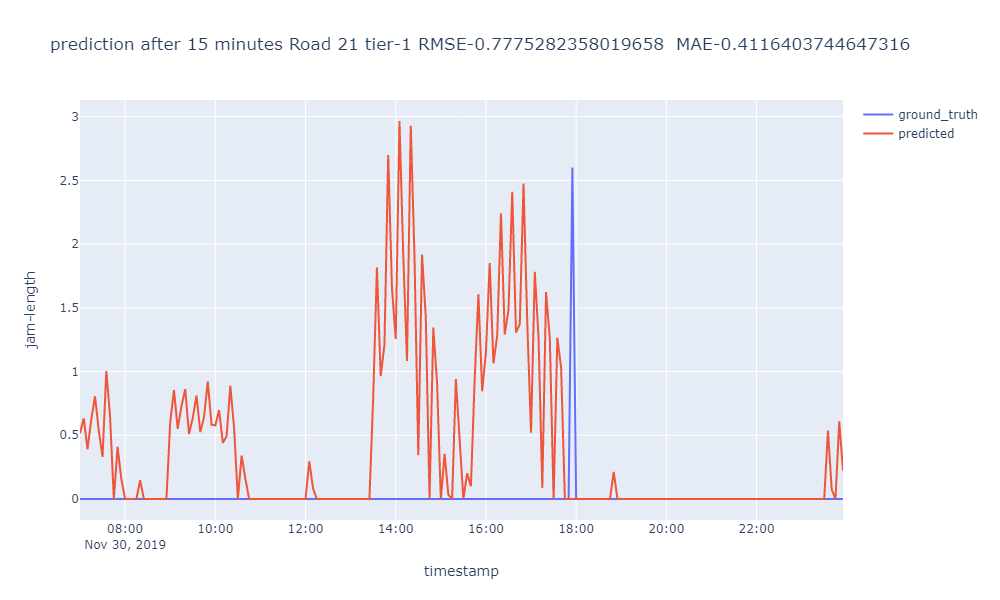 prediction after 15 minutes Road 21 tier-1 RMSE-0.7775282358019658  MAE-0.4116403744647316
ground_truth
predicted
3
2.5
2
1.5
1
0.5
0
jam-length
08:00 10:00 12:00 14:00 16:00 18:00 20:00 22:00
Nov 30, 2019
timestamp